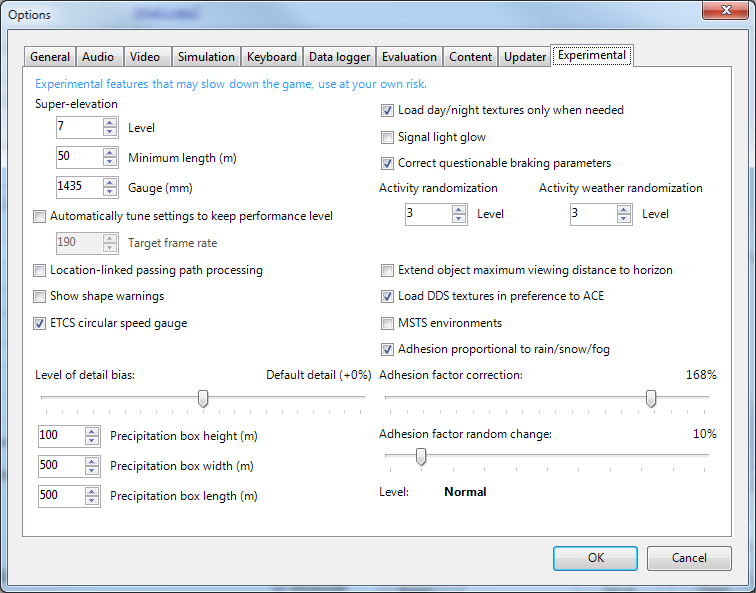 Options
General Audio Video Simulation Keyboard Data logger Evaluation Content Updater Experimental
Experimental features that may slow down the game, use at your own risk.
Super-elevation
7 Level
50 Minimum length (m)
1435 Gauge (mm)
Automatically tune settings to keep performance level
190 Target frame rate
Location-linked passing path processing
Show shape warnings
ETCS circular speed gauge
Level of detail bias: Default detail (+0%)
100 Precipitation box height (m)
500 Precipitation box width (m)
500 Precipitation box length (m)
Load day/night textures only when needed
Signal light glow
Correct questionable braking parameters
Activity randomization Activity weather randomization
3 Level 3 Level
Extend object maximum viewing distance to horizon
Load DDS textures in preference to ACE
MSTS environments
Adhesion proportional to rain/snow/fog
Adhesion factor correction: 168%
Adhesion factor random change: 10%
Level: Normal
OK Cancel